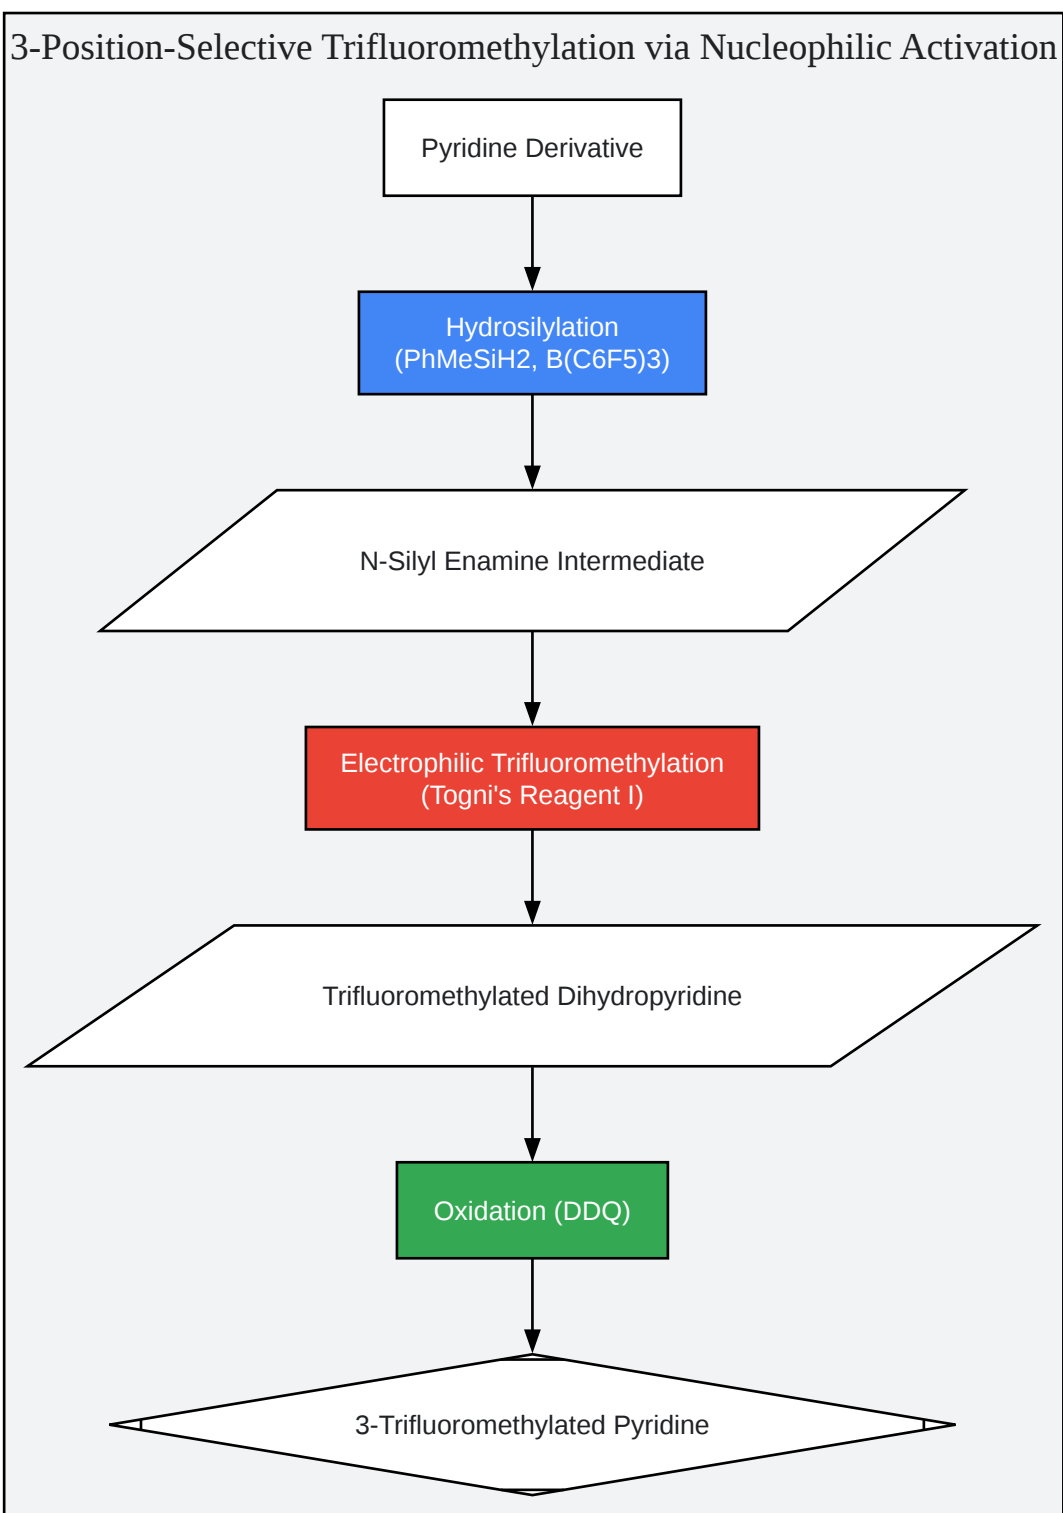 3-Position-Selective Trifluoromethylation via Nucleophilic Activation
Pyridine Derivative
Hydrosilylation
(PhMeSiH2, B(C6F5)3)
N-Silyl Enamine Intermediate
Electrophilic Trifluoromethylation
(Togni's Reagent I)
Trifluoromethylated Dihydropyridine
Oxidation (DDQ)
3-Trifluoromethylated Pyridine